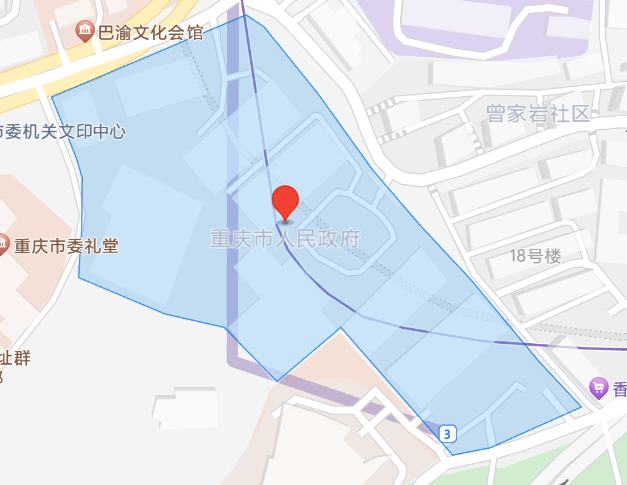 巴渝文化会馆
市委机关文印中心
曾家岩社区
重庆市人民政府
重庆市委礼堂
18号楼
址群
3
香